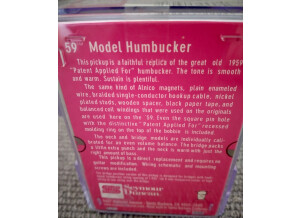 '59 Model Humbucker
This pickup is a faithful replica of the great old 1959
"Patent Applied For" humbucker. The tone is smooth
and warm. Sustain is plentiful.
The same kind of Alnico magnets, plain enameled
wire, braided single-conductor hookup cable, nickel
plated studs, wooden spacer, black paper tape, and
balanced coil windings that were used on the originals
are used here on the '59. Even the square pin hole
with the distinctive "Patent Applied For" recessed
molding ring on the top of the bobbin is included.
The neck and bridge models are individually cali-
brated for an even volume balance. The bridge packs
a little extra punch and the neck is warm with just the
right amount of bass.
This pickup is a direct replacement and requires no
guitar modification. Wiring schematic and mounting
screws are included.
Seymour
Duncan